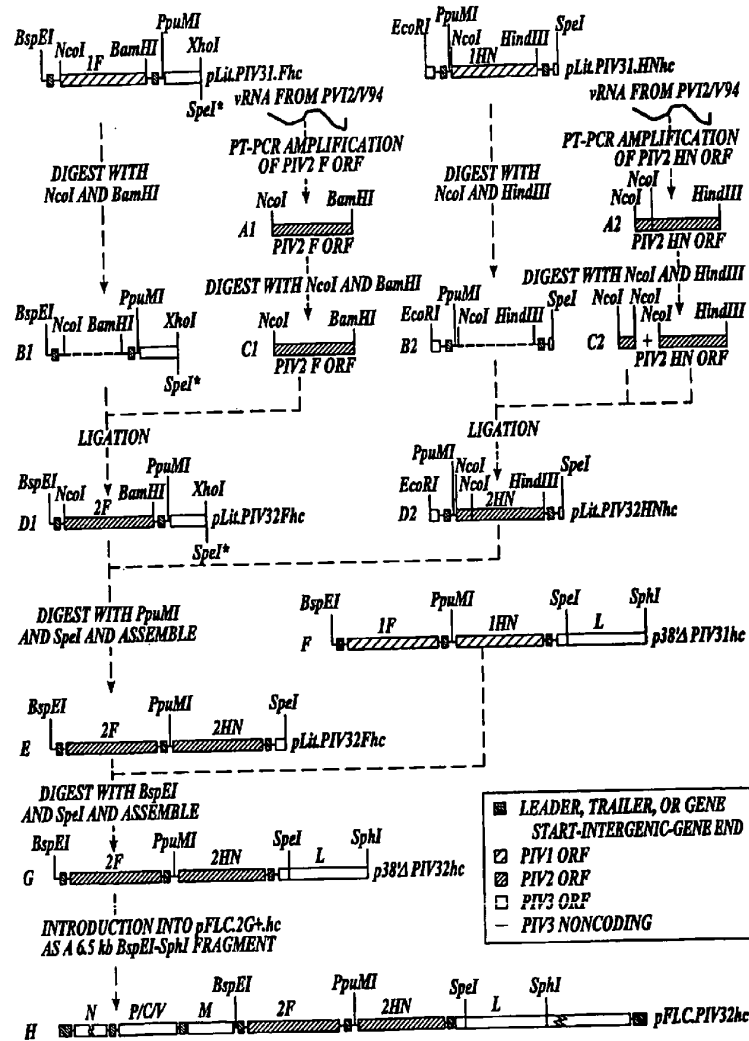 BspEI NcoI 1F BamHI PpuMI XhoI
pLit.PIV31.Fhc
SpeI*
EcoRI PpuMI NcoI 1HN HindIII SpeI
pLit.PIV31.HNhc
vRNA FROM PVI2/V94
PT-PCR AMPLIFICATION
OF PIV2 F ORF
DIGEST WITH
NcoI AND BamHI
NcoI BamHI
A1
PIV2 F ORF
DIGEST WITH NcoI AND BamHI
vRNA FROM PVI2/V94
PT-PCR AMPLIFICATION
OF PIV2 HN ORF
DIGEST WITH
NcoI AND HindIII
NcoI NcoI HindIII
A2
PIV2 HN ORF
DIGEST WITH NcoI AND HindIII
BspEI NcoI BamHI PpuMI XhoI
B1
SpeI*
NcoI BamHI
C1
PIV2 F ORF
EcoRI PpuMI NcoI HindIII SpeI
B2
NcoI NcoI NcoI HindIII
C2 +
PIV2 HN ORF
LIGATION
LIGATION
BspEI NcoI 2F BamHI PpuMI XhoI
D1 pLit.PIV32Fhc
SpeI*
EcoRI PpuMI NcoI NcoI 2HN HindIII SpeI
D2 pLit.PIV32HNhc
DIGEST WITH PpuMI
AND SpeI AND ASSEMBLE
BspEI 1F PpuMI 1HN SpeI L SphI
F p38'Δ PIV31hc
BspEI 2F PpuMI 2HN SpeI
E pLit.PIV32Fhc
DIGEST WITH BspEI
AND SpeI AND ASSEMBLE
BspEI 2F PpuMI 2HN SpeI L SphI
G p38'Δ PIV32hc
LEADER, TRAILER, OR GENE
START-INTERGENIC-GENE END
PIV1 ORF
PIV2 ORF
PIV3 ORF
PIV3 NONCODING
INTRODUCTION INTO pFLC.2G+.hc
AS A 6.5 kb BspEI-SphI FRAGMENT
N P/C/V M BspEI 2F PpuMI 2HN SpeI L SphI
H pFLC.PIV32hc